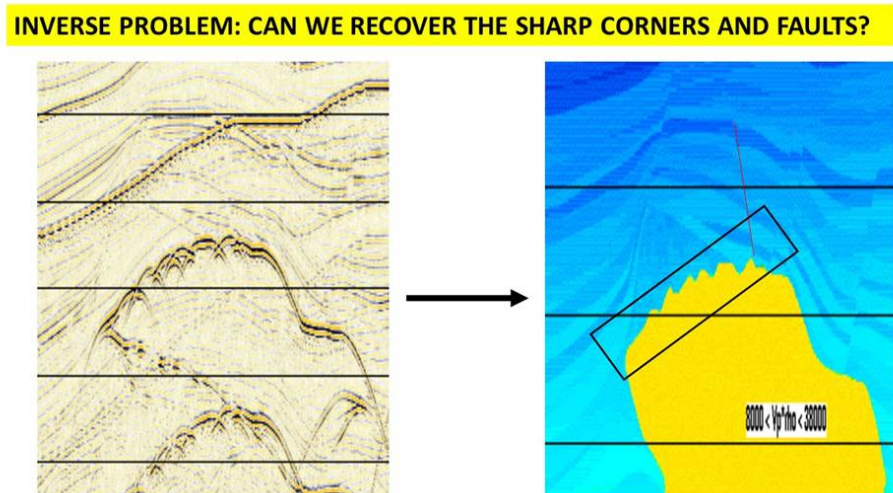 INVERSE PROBLEM: CAN WE RECOVER THE SHARP CORNERS AND FAULTS?
8000 < Vp*rho < 38000